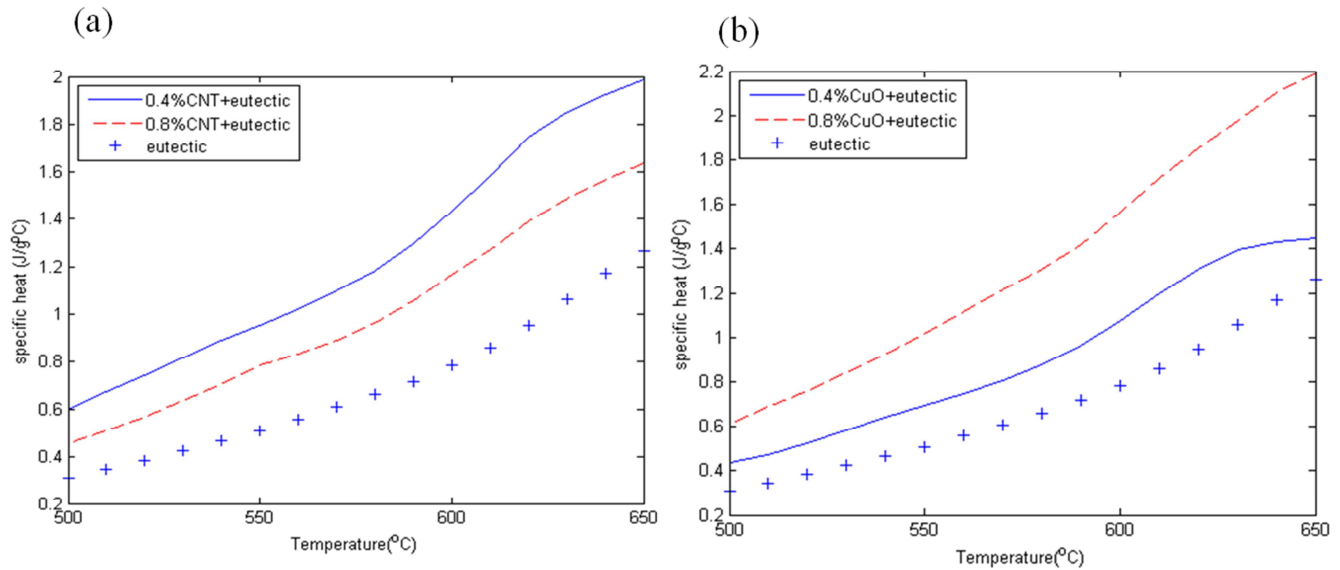 (a)
2
1.8
1.6
1.4
1.2
1
0.8
0.6
0.4
0.2
specific heat (J/g°C)
0.4%CNT+eutectic
0.8%CNT+eutectic
eutectic
500
550
600
650
Temperature(°C)
(b)
2.2
2
1.8
1.6
1.4
1.2
1
0.8
0.6
0.4
0.2
specific heat (J/g°C)
0.4%CuO+eutectic
0.8%CuO+eutectic
eutectic
500
550
600
650
Temperature(°C)